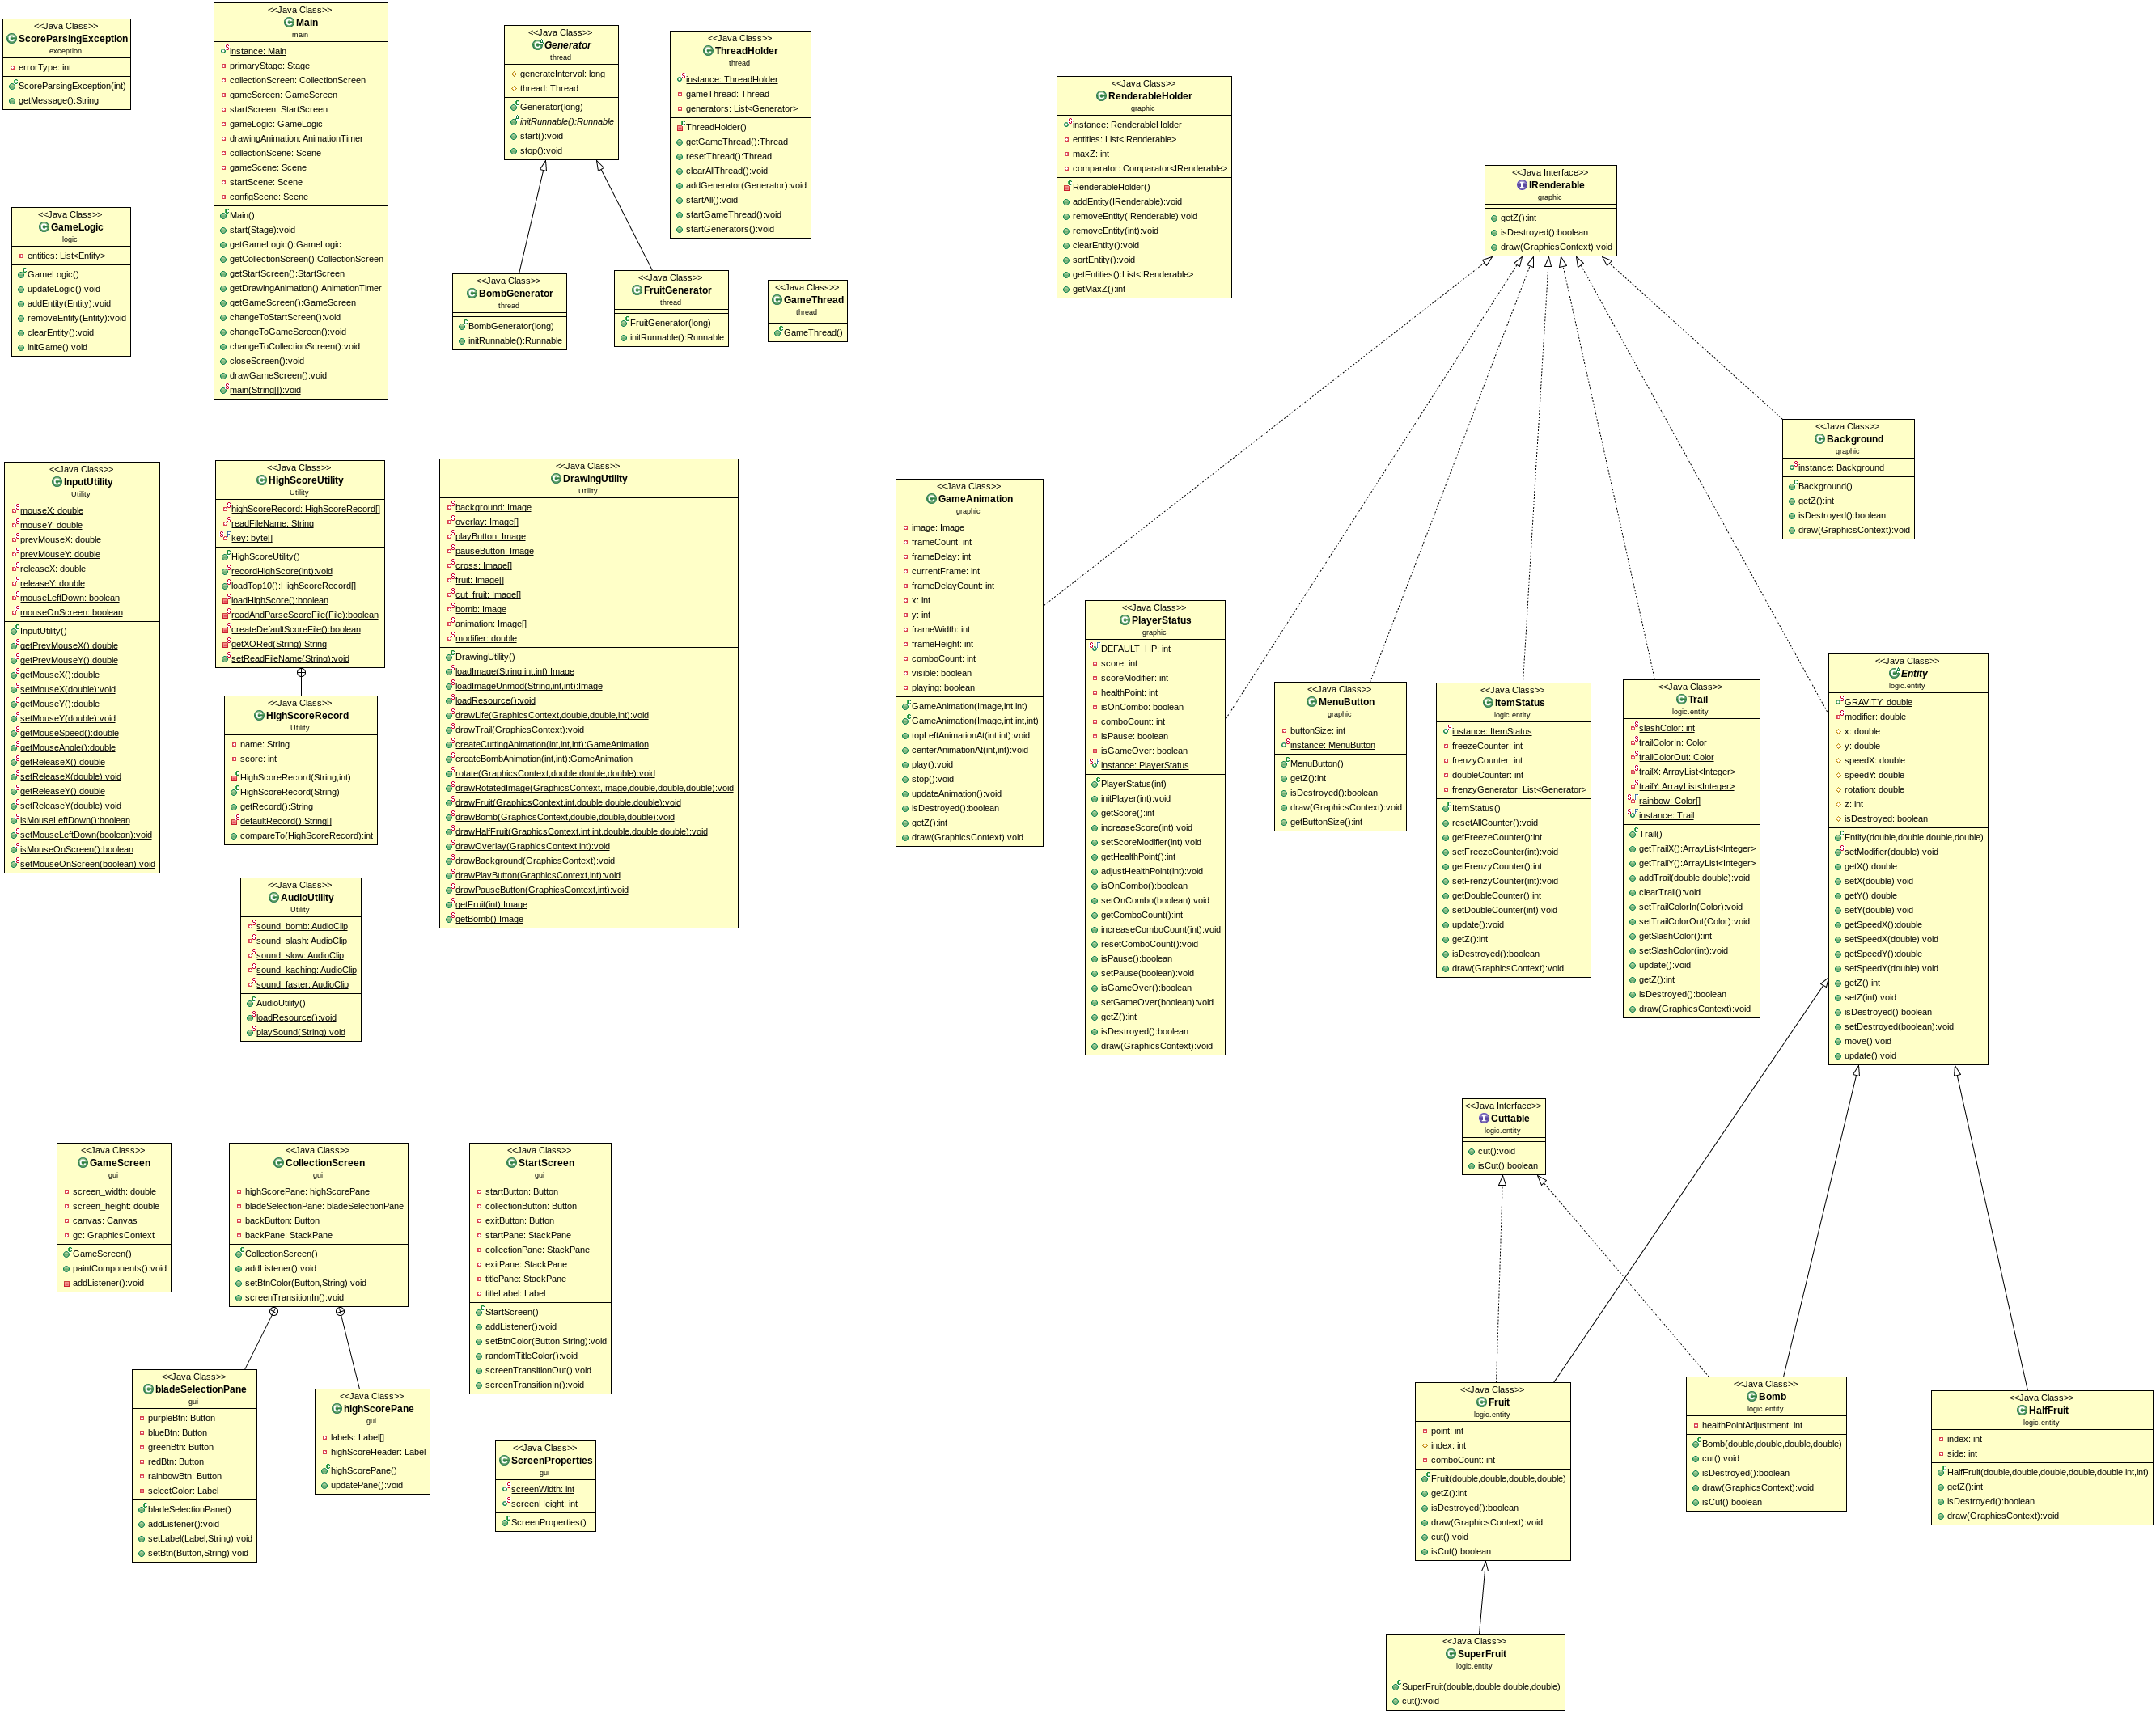 <<Java Class>>
ScoreParsingException
exception
errorType: int
ScoreParsingException(int)
getMessage():String
<<Java Class>>
Main
main
instance: Main
primaryStage: Stage
collectionScreen: CollectionScreen
gameScreen: GameScreen
startScreen: StartScreen
gameLogic: GameLogic
drawingAnimation: AnimationTimer
collectionScene: Scene
gameScene: Scene
startScene: Scene
configScene: Scene
Main()
start(Stage):void
getGameLogic():GameLogic
getCollectionScreen():CollectionScreen
getStartScreen():StartScreen
getDrawingAnimation():AnimationTimer
getGameScreen():GameScreen
changeToStartScreen():void
changeToGameScreen():void
changeToCollectionScreen():void
closeScreen():void
drawGameScreen():void
main(String[]):void
<<Java Class>>
Generator
thread
generateInterval: long
thread: Thread
Generator(long)
initRunnable():Runnable
start():void
stop():void
<<Java Class>>
ThreadHolder
thread
instance: ThreadHolder
gameThread: Thread
generators: List<Generator>
ThreadHolder()
getGameThread():Thread
resetThread():Thread
clearAllThread():void
addGenerator(Generator):void
startAll():void
startGameThread():void
startGenerators():void
<<Java Class>>
RenderableHolder
graphic
instance: RenderableHolder
entities: List<IRenderable>
maxZ: int
comparator: Comparator<IRenderable>
RenderableHolder()
addEntity(IRenderable):void
removeEntity(IRenderable):void
removeEntity(int):void
clearEntity():void
sortEntity():void
getEntities():List<IRenderable>
getMaxZ():int
<<Java Interface>>
IRenderable
graphic
getZ():int
isDestroyed():boolean
draw(GraphicsContext):void
<<Java Class>>
GameLogic
logic
entities: List<Entity>
GameLogic()
updateLogic():void
addEntity(Entity):void
removeEntity(Entity):void
clearEntity():void
initGame():void
<<Java Class>>
BombGenerator
thread
BombGenerator(long)
initRunnable():Runnable
<<Java Class>>
FruitGenerator
thread
FruitGenerator(long)
initRunnable():Runnable
<<Java Class>>
GameThread
thread
GameThread()
<<Java Class>>
Background
graphic
instance: Background
Background()
getZ():int
isDestroyed():boolean
draw(GraphicsContext):void
<<Java Class>>
InputUtility
Utility
mouseX: double
mouseY: double
prevMouseX: double
prevMouseY: double
releaseX: double
releaseY: double
mouseLeftDown: boolean
mouseOnScreen: boolean
InputUtility()
getPrevMouseX():double
getPrevMouseY():double
getMouseX():double
setMouseX(double):void
getMouseY():double
setMouseY(double):void
getMouseSpeed():double
getMouseAngle():double
getReleaseX():double
setReleaseX(double):void
getReleaseY():double
setReleaseY(double):void
isMouseLeftDown():boolean
setMouseLeftDown(boolean):void
isMouseOnScreen():boolean
setMouseOnScreen(boolean):void
<<Java Class>>
HighScoreUtility
Utility
highScoreRecord: HighScoreRecord[]
readFileName: String
key: byte[]
HighScoreUtility()
recordHighScore(int):void
loadTop10():HighScoreRecord[]
loadHighScore():boolean
readAndParseScoreFile(File):boolean
createDefaultScoreFile():boolean
getXORed(String):String
setReadFileName(String):void
<<Java Class>>
HighScoreRecord
Utility
name: String
score: int
HighScoreRecord(String,int)
HighScoreRecord(String)
getRecord():String
defaultRecord():String[]
compareTo(HighScoreRecord):int
<<Java Class>>
AudioUtility
Utility
sound_bomb: AudioClip
sound_slash: AudioClip
sound_slow: AudioClip
sound_kaching: AudioClip
sound_faster: AudioClip
AudioUtility()
loadResource():void
playSound(String):void
<<Java Class>>
DrawingUtility
Utility
background: Image
overlay: Image[]
playButton: Image
pauseButton: Image
cross: Image[]
fruit: Image[]
cut_fruit: Image[]
bomb: Image
animation: Image[]
modifier: double
DrawingUtility()
loadImage(String,int,int):Image
loadImageUnmod(String,int,int):Image
loadResource():void
drawLife(GraphicsContext,double,double,int):void
drawTrail(GraphicsContext):void
createCuttingAnimation(int,int,int):GameAnimation
createBombAnimation(int,int):GameAnimation
rotate(GraphicsContext,double,double,double):void
drawRotatedImage(GraphicsContext,Image,double,double,double):void
drawFruit(GraphicsContext,int,double,double,double):void
drawBomb(GraphicsContext,double,double,double):void
drawHalfFruit(GraphicsContext,int,int,double,double,double):void
drawOverlay(GraphicsContext,int):void
drawBackground(GraphicsContext):void
drawPlayButton(GraphicsContext,int):void
drawPauseButton(GraphicsContext,int):void
getFruit(int):Image
getBomb():Image
<<Java Class>>
GameAnimation
graphic
image: Image
frameCount: int
frameDelay: int
currentFrame: int
frameDelayCount: int
x: int
y: int
frameWidth: int
frameHeight: int
comboCount: int
visible: boolean
playing: boolean
GameAnimation(Image,int,int)
GameAnimation(Image,int,int,int)
topLeftAnimationAt(int,int):void
centerAnimationAt(int,int):void
play():void
stop():void
updateAnimation():void
isDestroyed():boolean
getZ():int
draw(GraphicsContext):void
<<Java Class>>
PlayerStatus
graphic
DEFAULT_HP: int
score: int
scoreModifier: int
healthPoint: int
isOnCombo: boolean
comboCount: int
isPause: boolean
isGameOver: boolean
instance: PlayerStatus
PlayerStatus(int)
initPlayer(int):void
getScore():int
increaseScore(int):void
setScoreModifier(int):void
getHealthPoint():int
adjustHealthPoint(int):void
isOnCombo():boolean
setOnCombo(boolean):void
getComboCount():int
increaseComboCount(int):void
resetComboCount():void
isPause():boolean
setPause(boolean):void
isGameOver():boolean
setGameOver(boolean):void
getZ():int
isDestroyed():boolean
draw(GraphicsContext):void
<<Java Class>>
MenuButton
graphic
buttonSize: int
instance: MenuButton
MenuButton()
getZ():int
isDestroyed():boolean
draw(GraphicsContext):void
getButtonSize():int
<<Java Class>>
ItemStatus
logic.entity
instance: ItemStatus
freezeCounter: int
frenzyCounter: int
doubleCounter: int
frenzyGenerator: List<Generator>
ItemStatus()
resetAllCounter():void
getFreezeCounter():int
setFreezeCounter(int):void
getFrenzyCounter():int
setFrenzyCounter(int):void
getDoubleCounter():int
setDoubleCounter(int):void
update():void
getZ():int
isDestroyed():boolean
draw(GraphicsContext):void
<<Java Class>>
Trail
logic.entity
slashColor: int
trailColorIn: Color
trailColorOut: Color
trailX: ArrayList<Integer>
trailY: ArrayList<Integer>
rainbow: Color[]
instance: Trail
Trail()
getTrailX():ArrayList<Integer>
getTrailY():ArrayList<Integer>
addTrail(double,double):void
clearTrail():void
setTrailColorIn(Color):void
setTrailColorOut(Color):void
getSlashColor():int
setSlashColor(int):void
update():void
getZ():int
isDestroyed():boolean
draw(GraphicsContext):void
<<Java Class>>
Entity
logic.entity
GRAVITY: double
modifier: double
x: double
y: double
speedX: double
speedY: double
rotation: double
z: int
isDestroyed: boolean
Entity(double,double,double,double)
setModifier(double):void
getX():double
setX(double):void
getY():double
setY(double):void
getSpeedX():double
setSpeedX(double):void
getSpeedY():double
setSpeedY(double):void
getZ():int
setZ(int):void
isDestroyed():boolean
setDestroyed(boolean):void
move():void
update():void
<<Java Interface>>
Cuttable
logic.entity
cut():void
isCut():boolean
<<Java Class>>
GameScreen
gui
screen_width: double
screen_height: double
canvas: Canvas
gc: GraphicsContext
GameScreen()
paintComponents():void
addListener():void
<<Java Class>>
CollectionScreen
gui
highScorePane: highScorePane
bladeSelectionPane: bladeSelectionPane
backButton: Button
backPane: StackPane
CollectionScreen()
addListener():void
setBtnColor(Button,String):void
screenTransitionIn():void
<<Java Class>>
StartScreen
gui
startButton: Button
collectionButton: Button
exitButton: Button
startPane: StackPane
collectionPane: StackPane
exitPane: StackPane
titlePane: StackPane
titleLabel: Label
StartScreen()
addListener():void
setBtnColor(Button,String):void
randomTitleColor():void
screenTransitionOut():void
screenTransitionIn():void
<<Java Class>>
bladeSelectionPane
gui
purpleBtn: Button
blueBtn: Button
greenBtn: Button
redBtn: Button
rainbowBtn: Button
selectColor: Label
bladeSelectionPane()
addListener():void
setLabel(Label,String):void
setBtn(Button,String):void
<<Java Class>>
highScorePane
gui
labels: Label[]
highScoreHeader: Label
highScorePane()
updatePane():void
<<Java Class>>
ScreenProperties
gui
screenWidth: int
screenHeight: int
ScreenProperties()
<<Java Class>>
Fruit
logic.entity
point: int
index: int
comboCount: int
Fruit(double,double,double,double)
getZ():int
isDestroyed():boolean
draw(GraphicsContext):void
cut():void
isCut():boolean
<<Java Class>>
Bomb
logic.entity
healthPointAdjustment: int
Bomb(double,double,double,double)
cut():void
isDestroyed():boolean
draw(GraphicsContext):void
isCut():boolean
<<Java Class>>
HalfFruit
logic.entity
index: int
side: int
HalfFruit(double,double,double,double,double,int,int)
getZ():int
isDestroyed():boolean
draw(GraphicsContext):void
<<Java Class>>
SuperFruit
logic.entity
SuperFruit(double,double,double,double)
cut():void